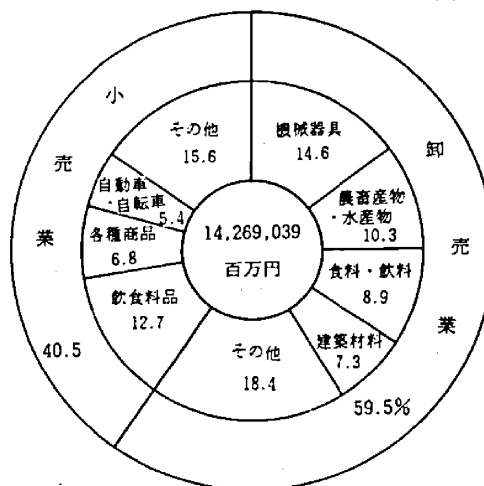 小売業
40.5
卸売業
59.5%
機械器具
14.6
農畜産物
・水産物
10.3
食料・飲料
8.9
建築材料
7.3
その他
18.4
飲食料品
12.7
各種商品
6.8
自動車
・自転車
5.4
その他
15.6
14,269,039
百万円